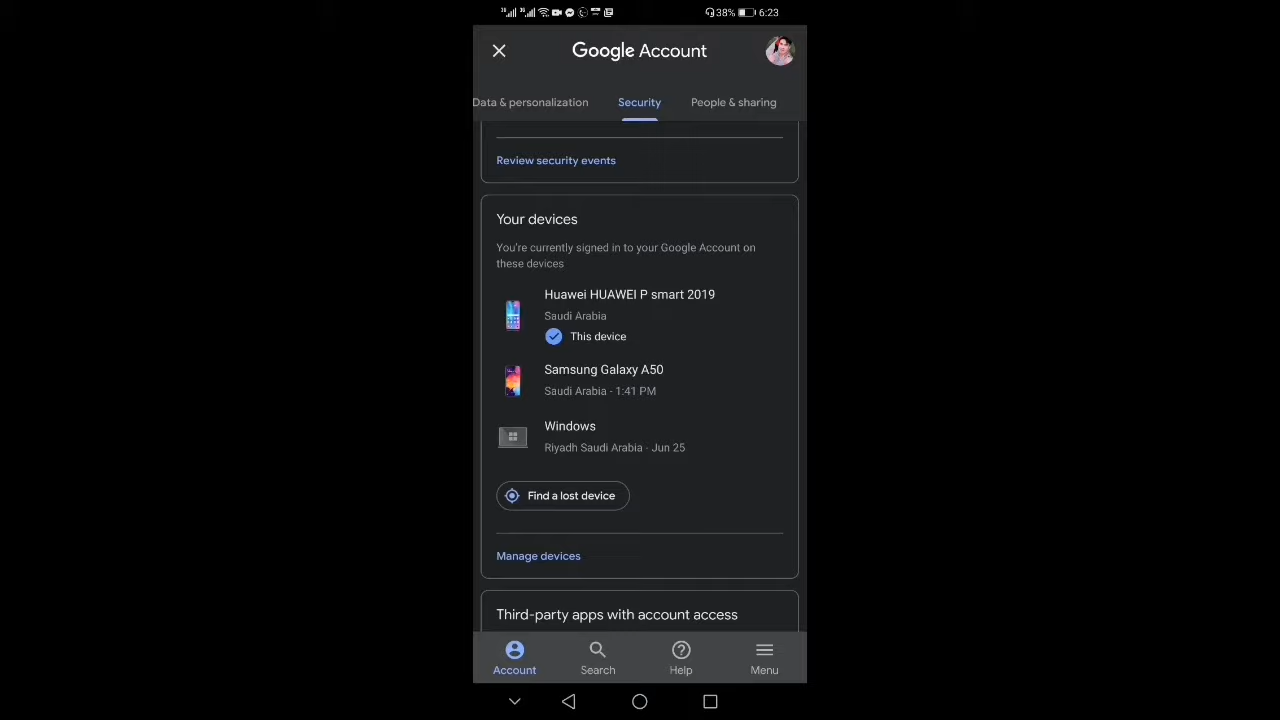 38% 6:23
Google Account
Data & personalization Security People & sharing
Review security events
Your devices
You're currently signed in to your Google Account on
these devices
Huawei HUAWEI P smart 2019
Saudi Arabia
This device
Samsung Galaxy A50
Saudi Arabia - 1:41 PM
Windows
Riyadh Saudi Arabia - Jun 25
Find a lost device
Manage devices
Third-party apps with account access
Account Search Help Menu